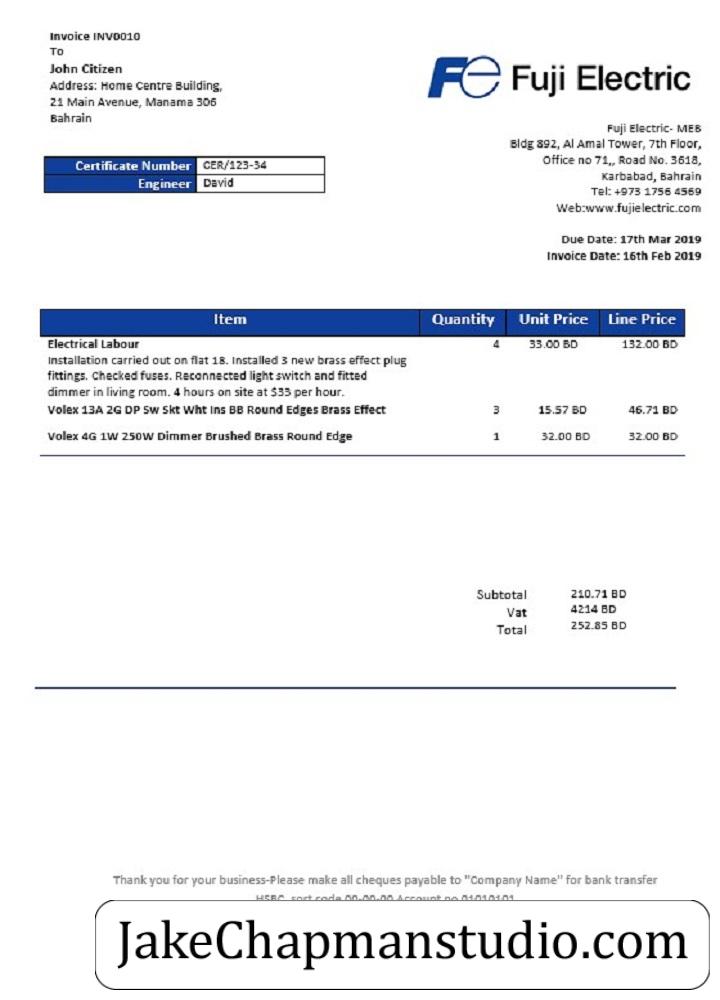 Invoice INV0010
To
John Citizen
Address: Home Centre Building,
21 Main Avenue, Manama 306
Bahrain
Fe Fuji Electric
Fuji Electric- MEB
Bldg 892, Al Amal Tower, 7th Floor,
Office no 71,, Road No. 3618,
Karbabad, Bahrain
Tel: +973 1756 4569
Web:www.fujielectric.com
Certificate Number CER/123-34
Engineer David
Due Date: 17th Mar 2019
Invoice Date: 16th Feb 2019
Item Quantity Unit Price Line Price
Electrical Labour 4 33.00 BD 132.00 BD
Installation carried out on flat 18. Installed 3 new brass effect plug
fittings. Checked fuses. Reconnected light switch and fitted
dimmer in living room. 4 hours on site at $33 per hour.
Volex 13A 2G DP Sw Skt Wht Ins BB Round Edges Brass Effect 3 15.57 BD 46.71 BD
Volex 4G 1W 250W Dimmer Brushed Brass Round Edge 1 32.00 BD 32.00 BD
Subtotal 210.71 BD
Vat 4214 BD
Total 252.85 BD
Thank you for your business-Please make all cheques payable to "Company Name" for bank transfer
HSBC, sort code 00-00-00 Account no 01010101
JakeChapmanstudio.com